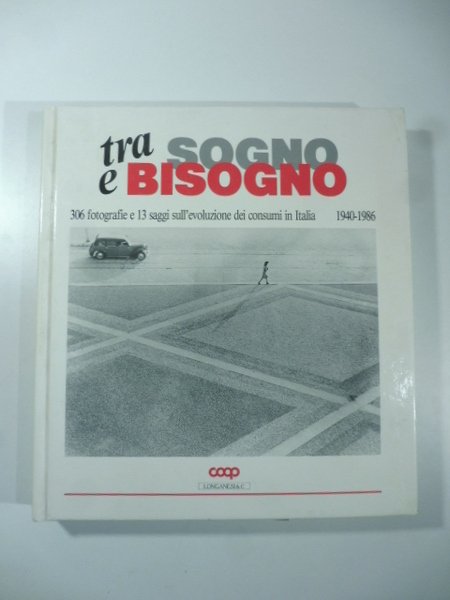 tra SOGNO
e BISOGNO
306 fotografie e 13 saggi sull'evoluzione dei consumi in Italia 1940-1986
coop
LONGANESI & C.